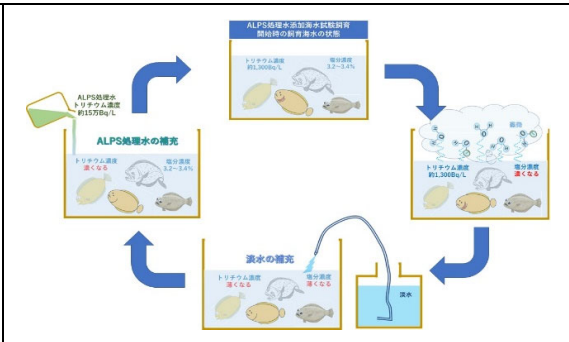 ALPS処理水添加海水試験飼育
開始時の飼育海水の状態
トリチウム濃度
約1,300Bq/L
塩分濃度
3.2～3.4%
蒸発
トリチウム濃度
約1,300Bq/L
塩分濃度
濃くなる
淡水の補充
トリチウム濃度
薄くなる
塩分濃度
薄くなる
淡水
ALPS処理水
トリチウム濃度
約15万Bq/L
ALPS処理水の補充
トリチウム濃度
濃くなる
塩分濃度
3.2～3.4%